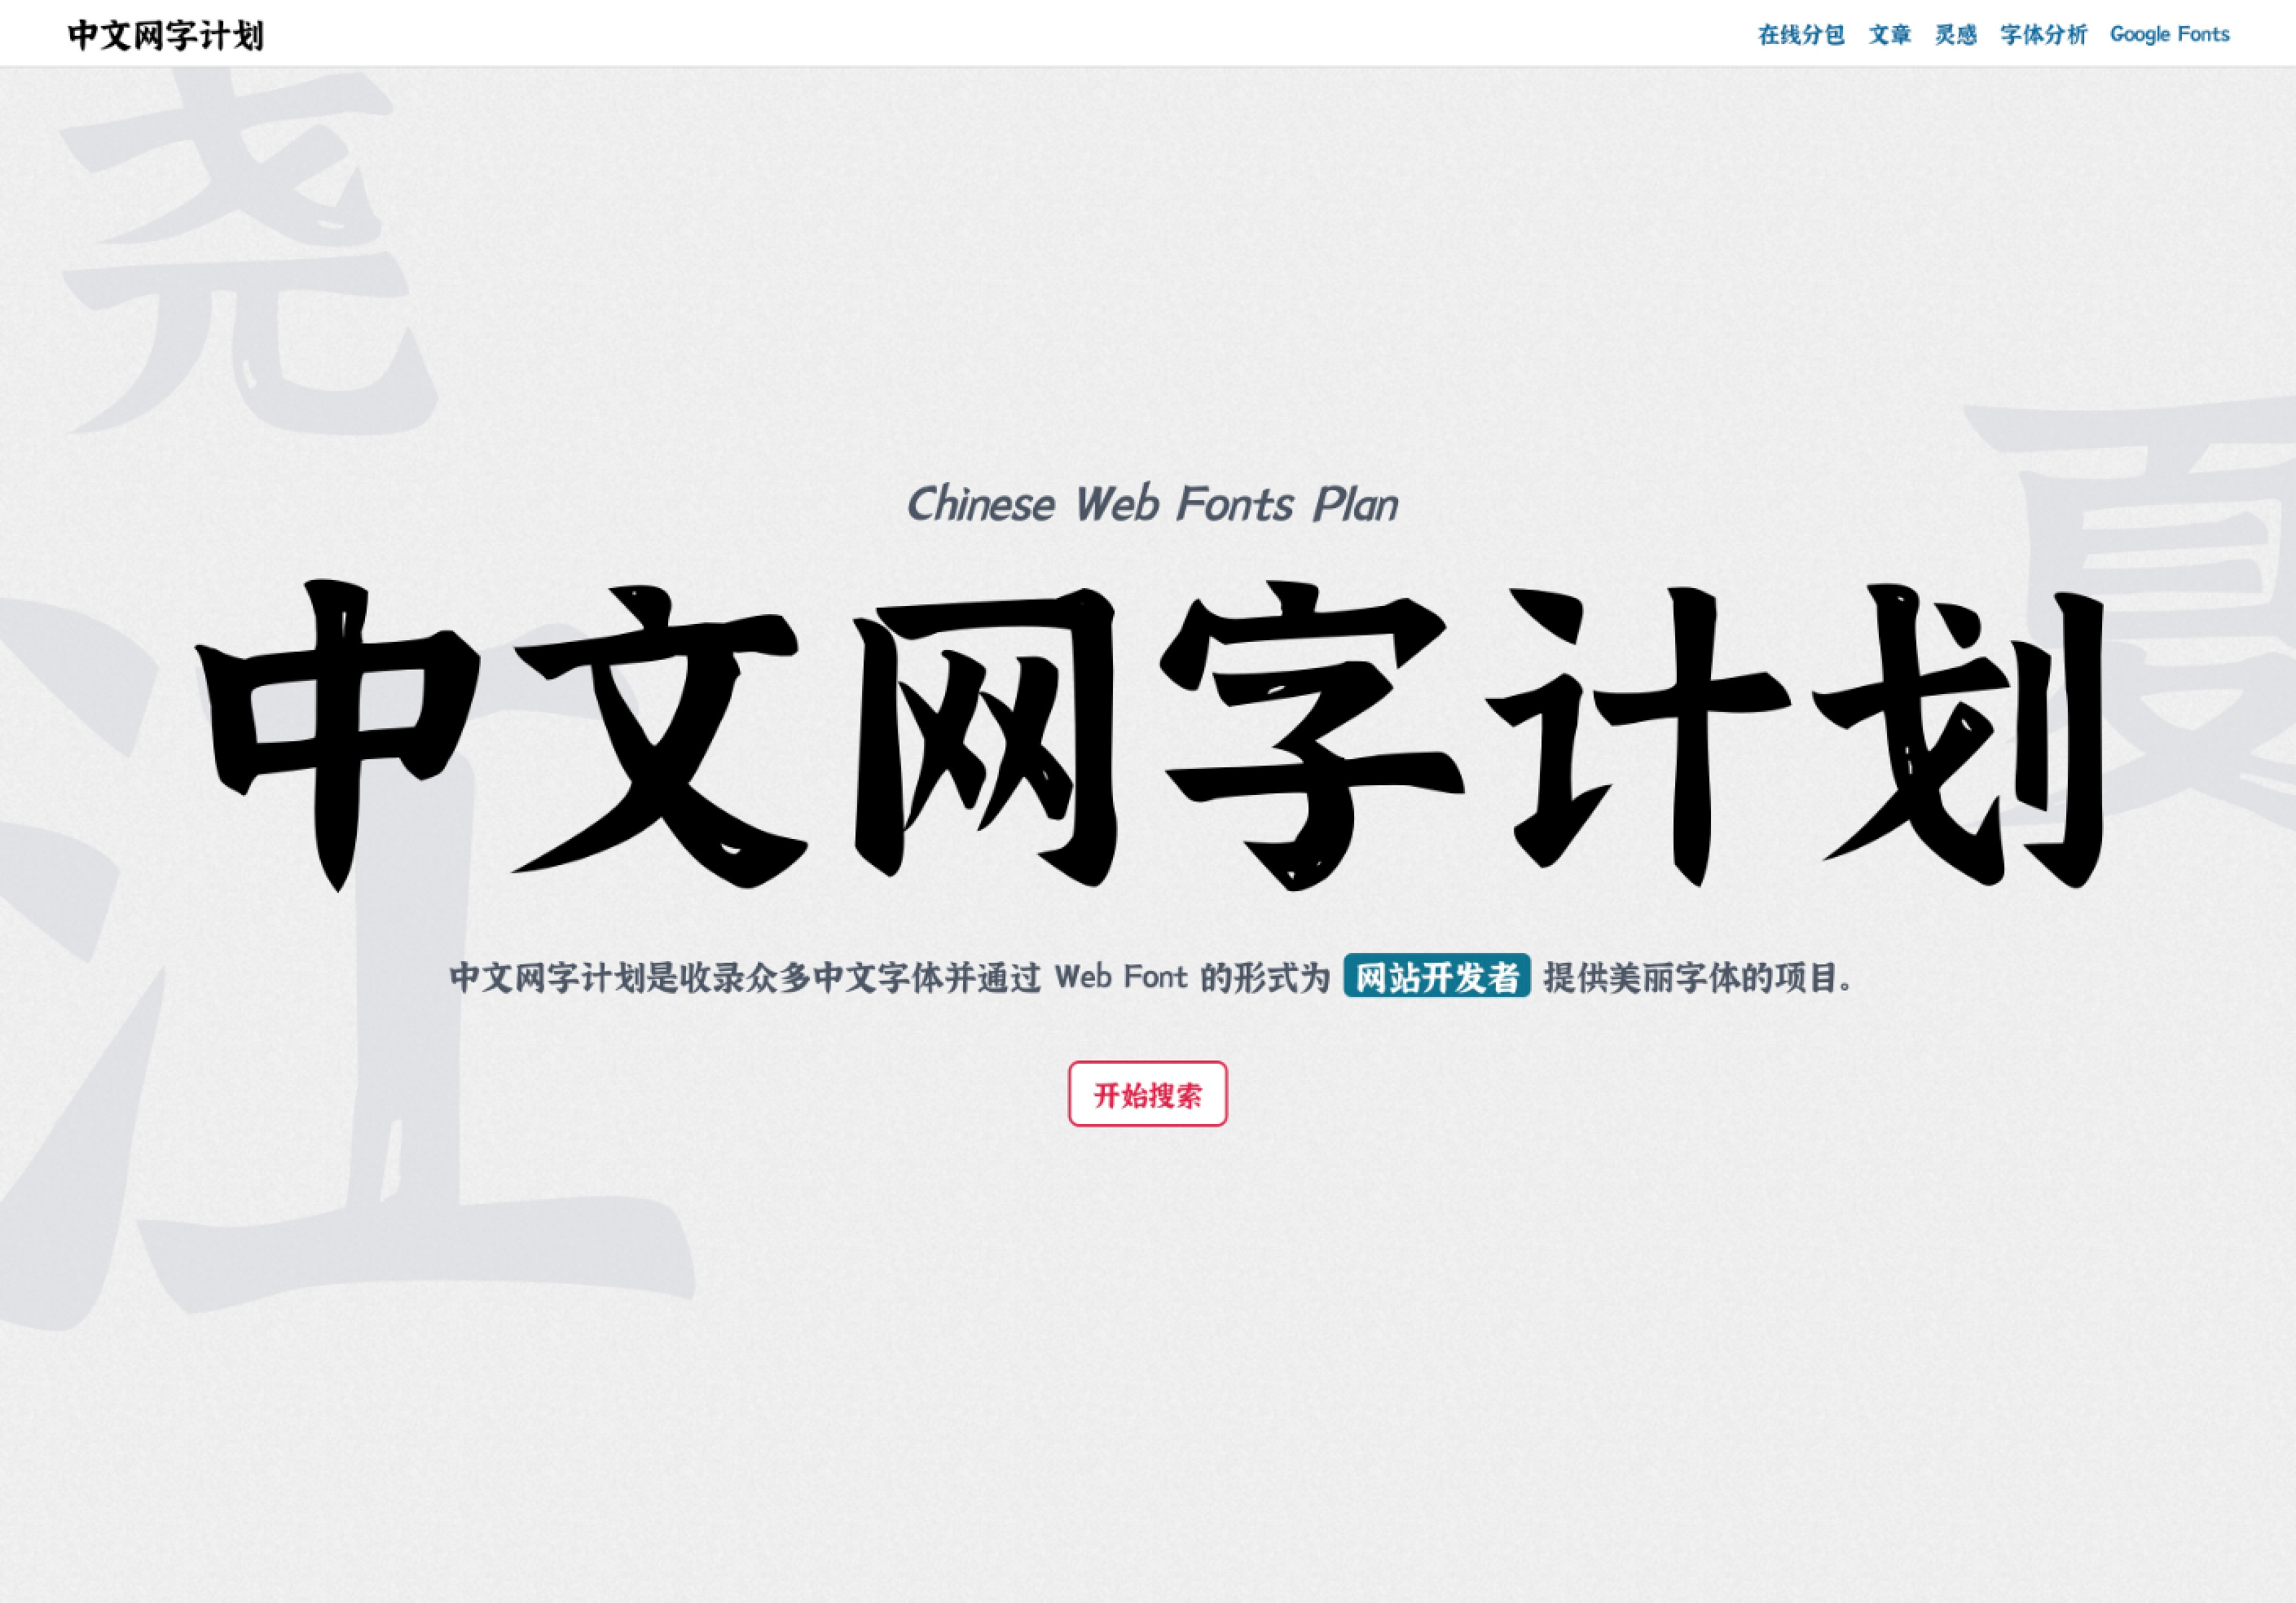 中文网字计划
在线分包 文章 灵感 字体分析 Google Fonts
尧
夏
江
Chinese Web Fonts Plan
中文网字计划
中文网字计划是收录众多中文字体并通过 Web Font 的形式为 网站开发者 提供美丽字体的项目。
开始搜索